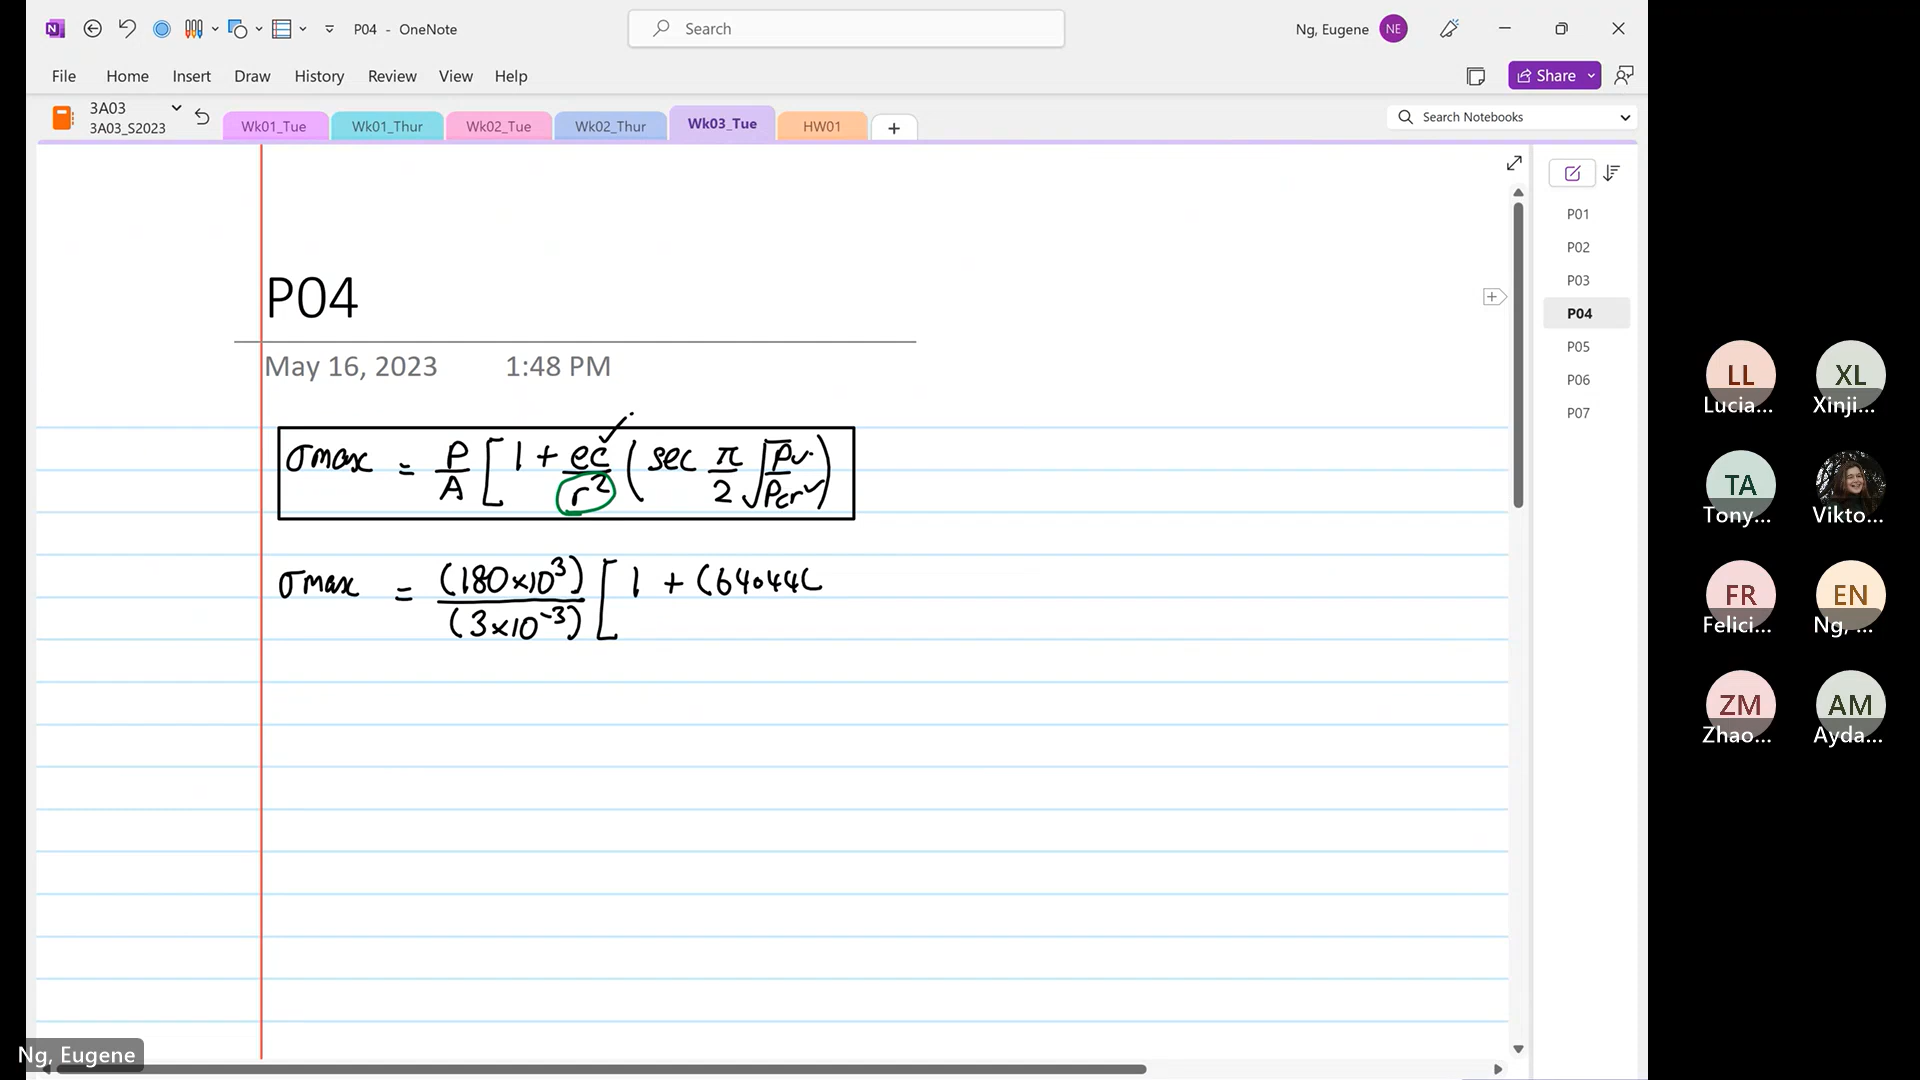 P04 - OneNote
Search
Ng, Eugene NE
File Home Insert Draw History Review View Help
Share
3A03
3A03_S2023
Wk01_Tue Wk01_Thur Wk02_Tue Wk02_Thur Wk03_Tue HW01 +
Search Notebooks
P04
May 16, 2023 1:48 PM
σmax = P/A [1 + ec/r² (sec π/2 √P/Pcr)
σmax = (180×10³)/(3×10⁻³) [1 + (64.44(
P01
P02
P03
P04
P05
P06
P07
LL XL
Lucia... Xinji...
TA
Tony... Vikto...
FR EN
Felici... Ng, ...
ZM AM
Zhao... Ayda...
Ng, Eugene